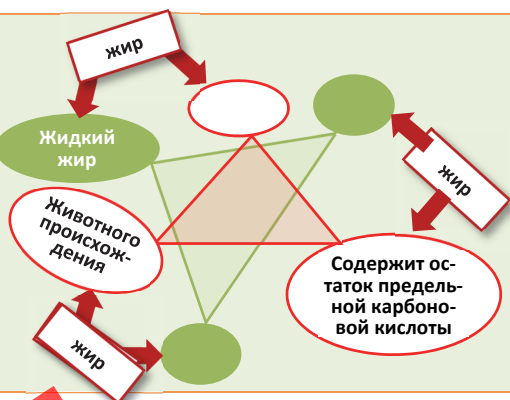 жир
Жидкий
жир
жир
Животного
происхож-
дения
Содержит ос-
таток предель-
ной карбоно-
вой кислоты
жир